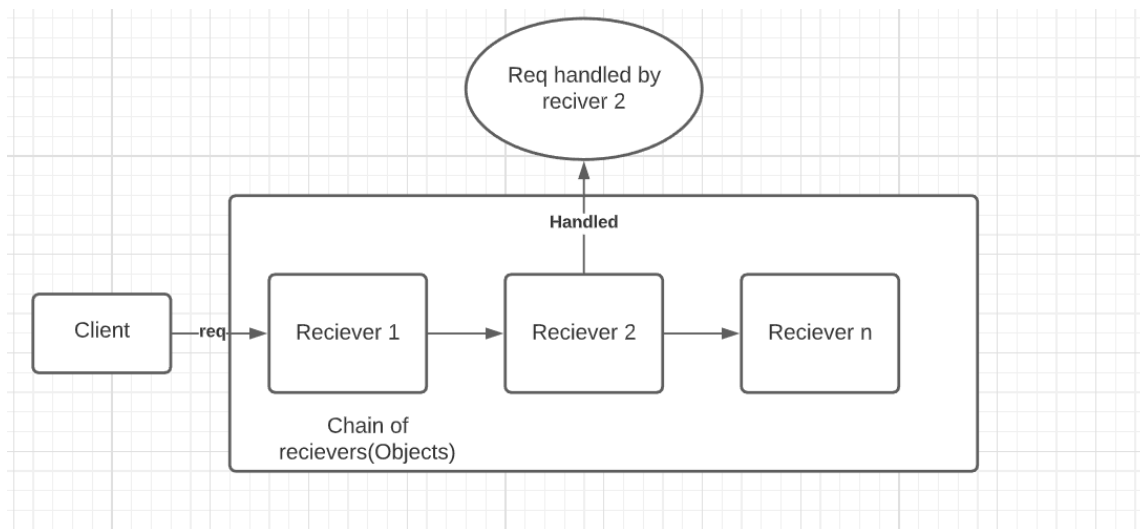 Req handled by
reciver 2
Handled
Client
req
Reciever 1
Reciever 2
Reciever n
Chain of
recievers(Objects)